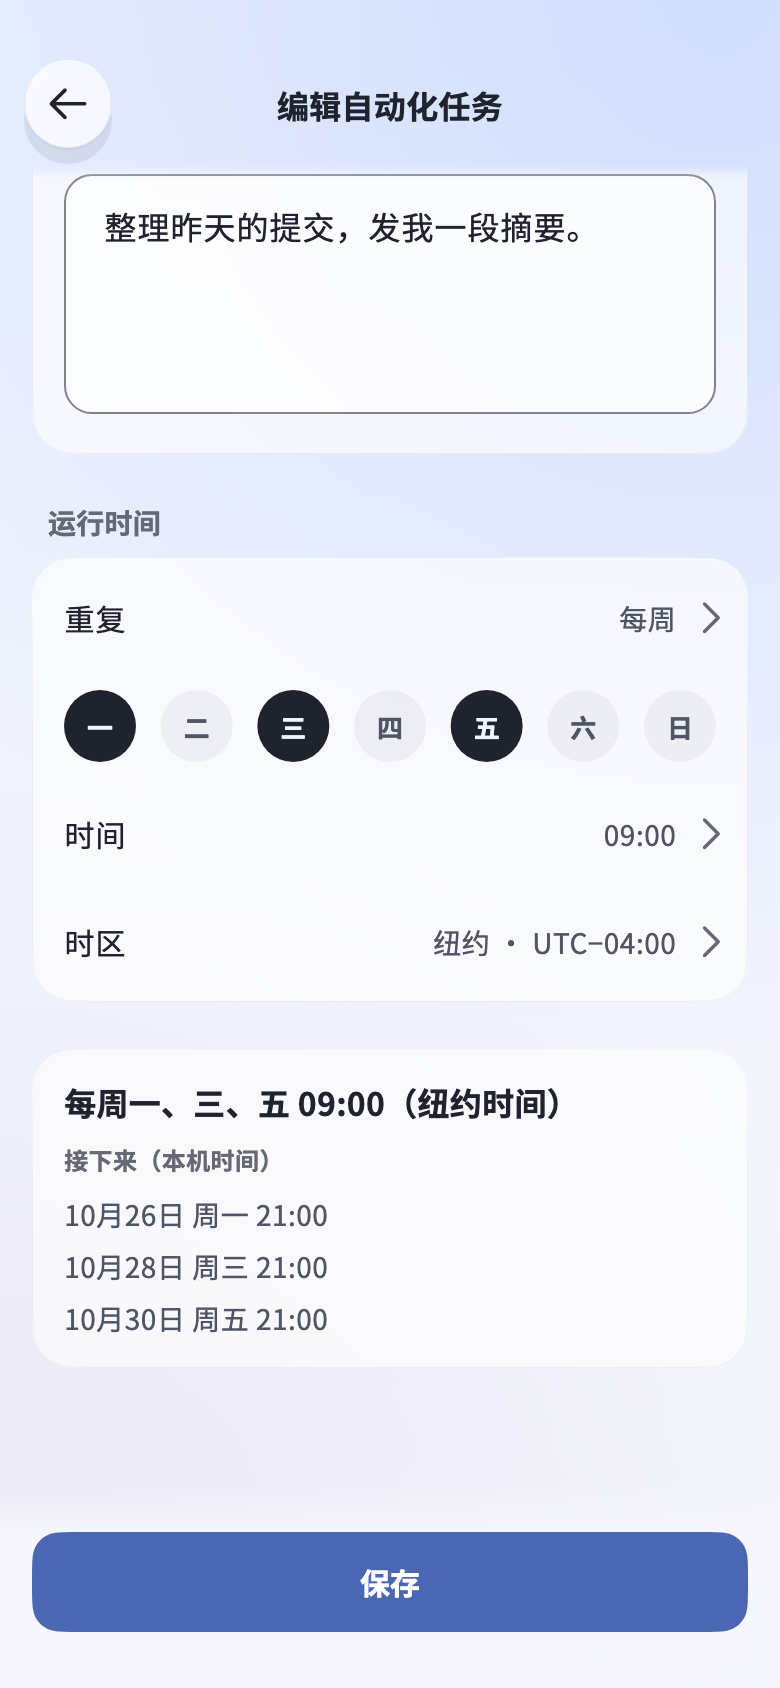 编辑自动化任务
整理昨天的提交，发我一段摘要。
运行时间
重复 每周
一 二 三 四 五 六 日
时间 09:00
时区 纽约 · UTC−04:00
每周一、三、五 09:00（纽约时间）
接下来（本机时间）
10月26日 周一 21:00
10月28日 周三 21:00
10月30日 周五 21:00
保存